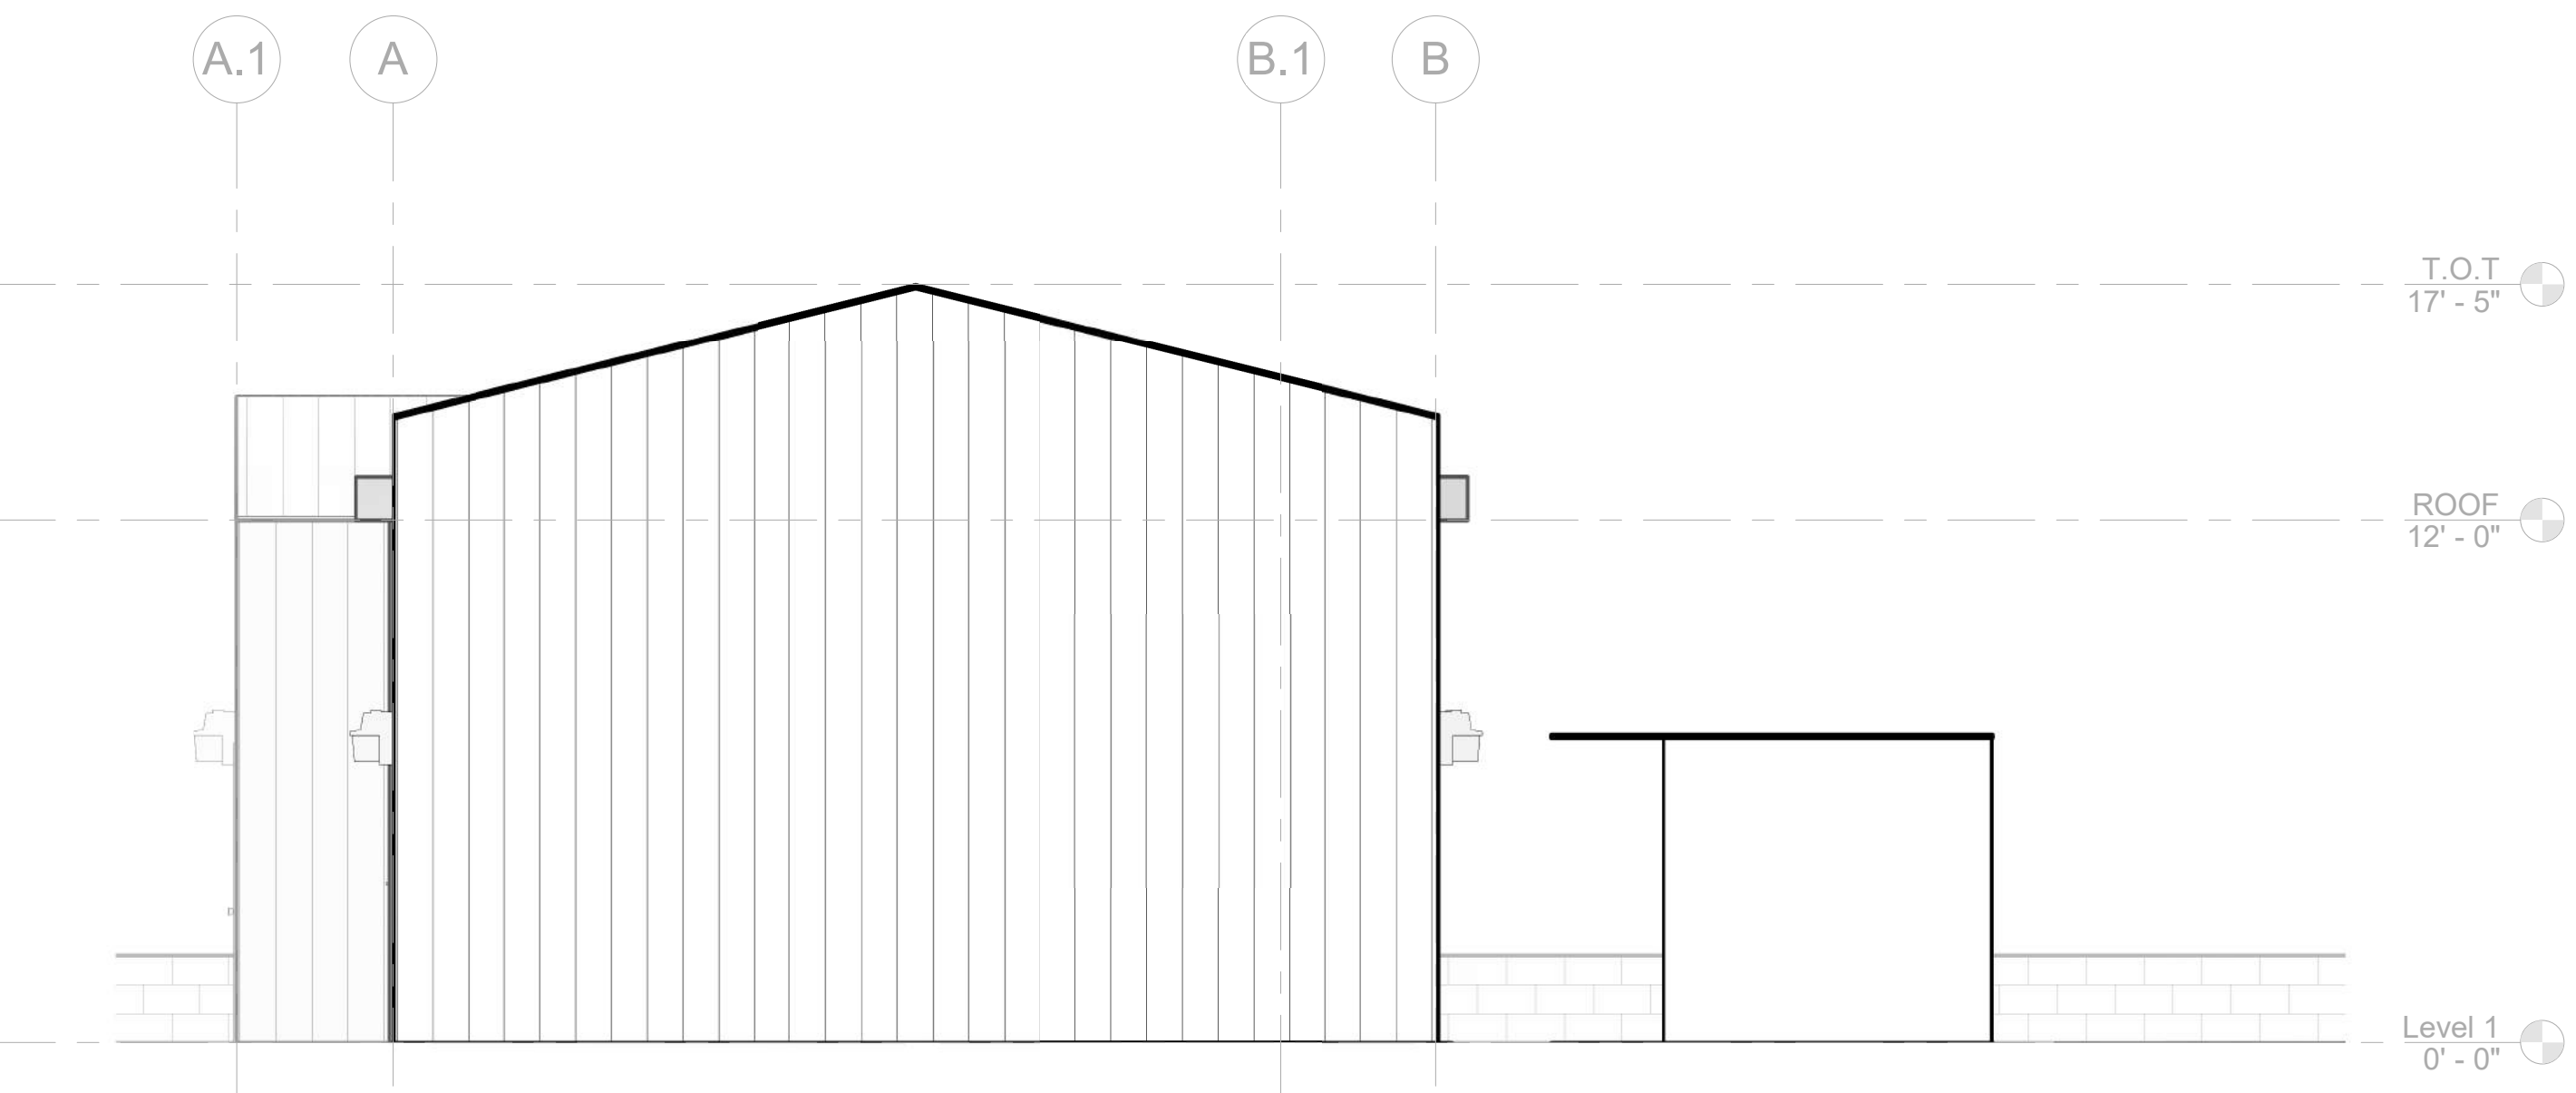 A.1
A
B.1
B
T.O.T
17' - 5"
ROOF
12' - 0"
Level 1
0' - 0"